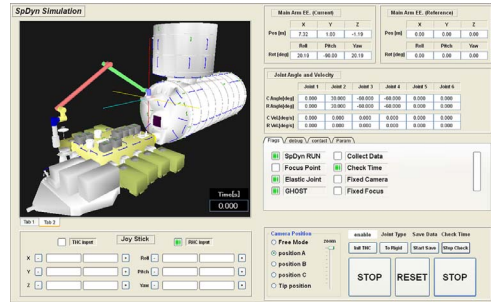 SpDyn Simulation
Time[s]
0.000
Tab 1 Tab 2
THC Input Joy Stick RHC Input
X - + Roll - +
Y - + Pitch - +
Z - + Yaw - +
Main Arm EE. (Current)
X Y Z
Pos [m] 7.32 1.03 -1.19
Roll Pitch Yaw
Rot [deg] 20.19 -90.00 20.19
Main Arm EE. (Reference)
X Y Z
Pos [m] 0.00 0.00 0.00
Roll Pitch Yaw
Rot [deg] 0.00 0.00 0.00
Joint Angle and Velocity
Joint 1 Joint 2 Joint 3 Joint 4 Joint 5 Joint 6
C Angle[deg] 0.000 30.000 -60.000 -60.000 0.000 0.000
R Angle[deg] 0.000 30.000 -60.000 -60.000 0.000 0.000
C Vel.[deg/s] 0.000 0.000 0.000 0.000 0.000 0.000
R Vel.[deg/s] 0.000 0.000 0.000 0.000 0.000 0.000
Flags debug contact Param
SpDyn RUN Collect Data
Focus Point Check Time
Elastic Joint Fixed Camera
GHOST Fixed Focus
Camera Position
Free Mode
position A
position B
position C
Tip position
enable Joint Type Save Data Check Time
Init THC To Rigid Start Save Stop Check
STOP RESET STOP